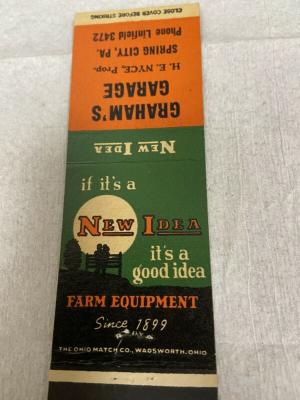 CLOSE COVER BEFORE STRIKING
Phone Linfield 3472
SPRING CITY, PA.
H. E. NYCE, Prop.
GRAHAM'S
GARAGE
NEW IDEA
if it's a
NEW IDEA
it's a
good idea
FARM EQUIPMENT
Since 1899
THE OHIO MATCH CO., WADSWORTH, OHIO